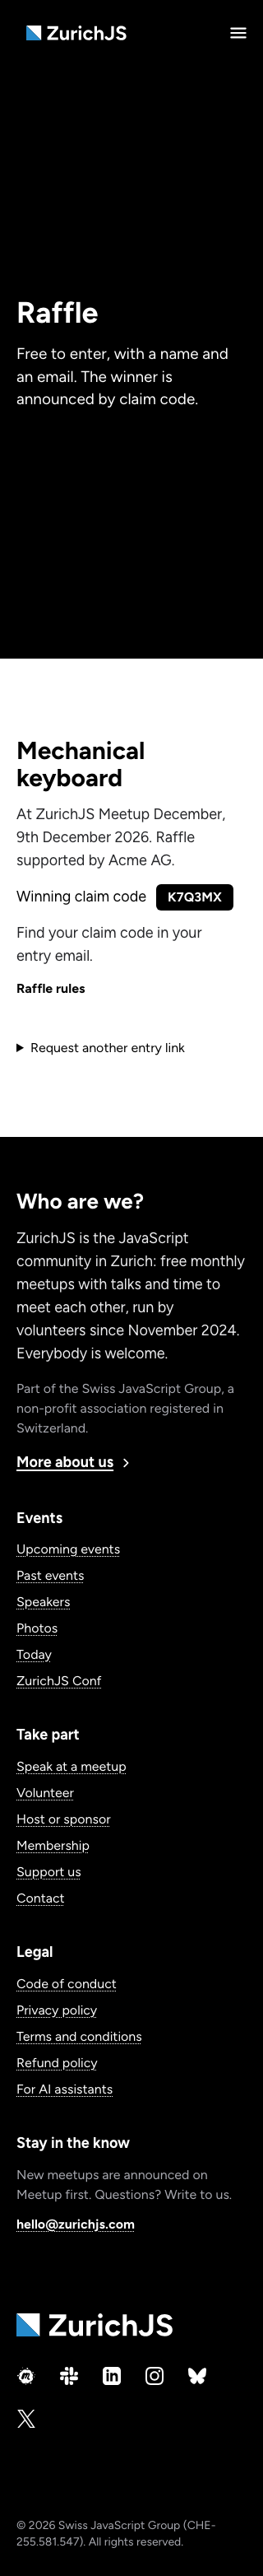 ZurichJS
Raffle
Free to enter, with a name and
an email. The winner is
announced by claim code.
Mechanical
keyboard
At ZurichJS Meetup December,
9th December 2026. Raffle
supported by Acme AG.
Winning claim code K7Q3MX
Find your claim code in your
entry email.
Raffle rules
Request another entry link
Who are we?
ZurichJS is the JavaScript
community in Zurich: free monthly
meetups with talks and time to
meet each other, run by
volunteers since November 2024.
Everybody is welcome.
Part of the Swiss JavaScript Group, a
non-profit association registered in
Switzerland.
More about us
Events
Upcoming events
Past events
Speakers
Photos
Today
ZurichJS Conf
Take part
Speak at a meetup
Volunteer
Host or sponsor
Membership
Support us
Contact
Legal
Code of conduct
Privacy policy
Terms and conditions
Refund policy
For AI assistants
Stay in the know
New meetups are announced on
Meetup first. Questions? Write to us.
hello@zurichjs.com
ZurichJS
© 2026 Swiss JavaScript Group (CHE-
255.581.547). All rights reserved.